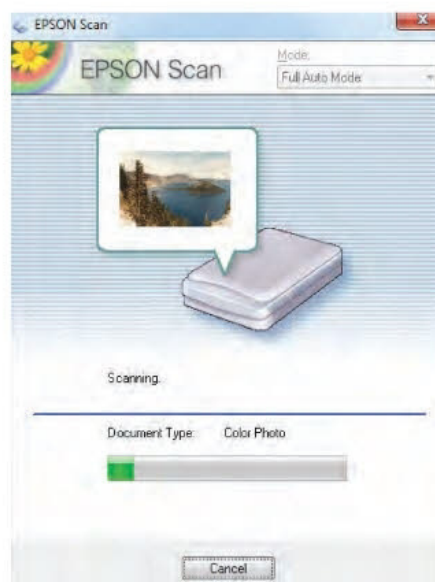 EPSON Scan
EPSON Scan
Mode:
Full Auto Mode
Scanning.
Document Type: Color Photo
Cancel